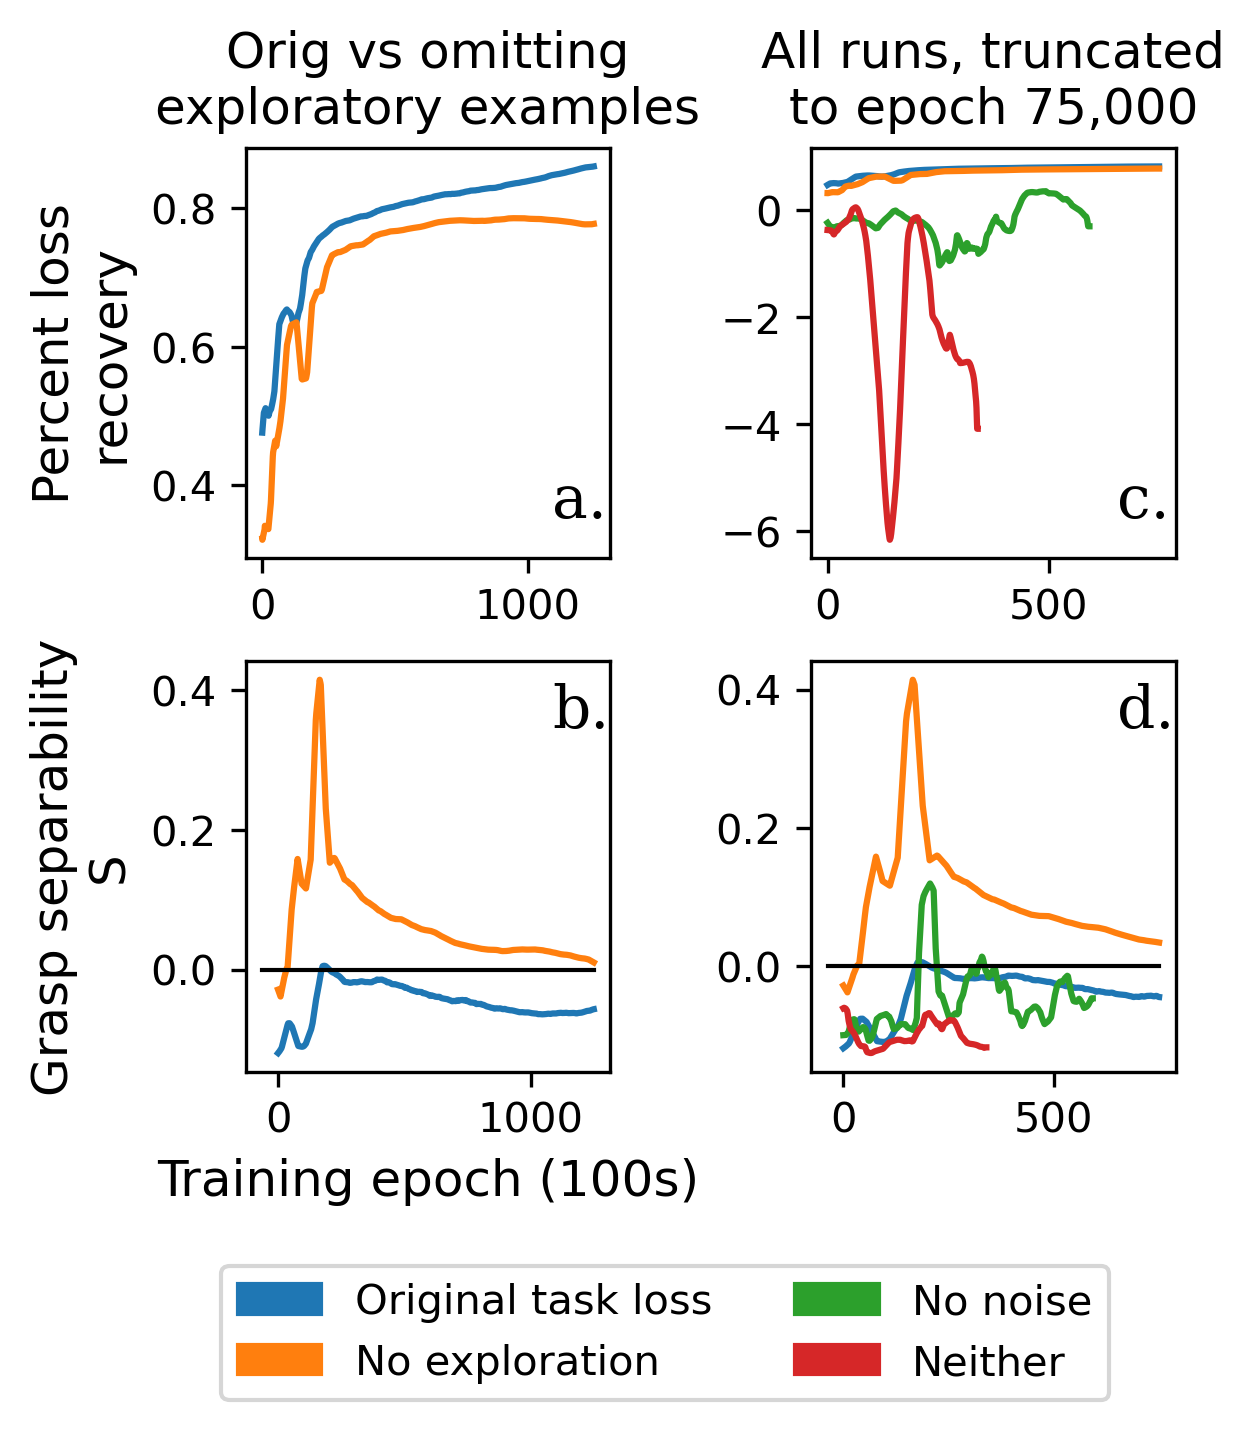 Orig vs omitting
exploratory examples
All runs, truncated
to epoch 75,000
Percent loss
recovery
0.8
0.6
0.4
a.
0
1000
0
−2
−4
−6
c.
0
500
Grasp separability
S
0.4
0.2
0.0
b.
0
1000
0.4
0.2
0.0
d.
0
500
Training epoch (100s)
Original task loss
No exploration
No noise
Neither